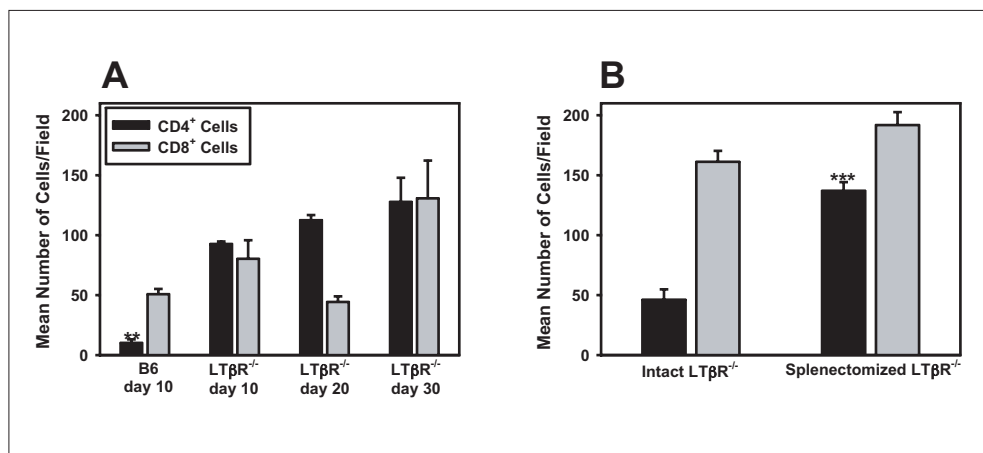 A
B
Mean Number of Cells/Field
200
150
100
50
0
CD4⁺ Cells
CD8⁺ Cells
**
B6
day 10
LTβR⁻/⁻
day 10
LTβR⁻/⁻
day 20
LTβR⁻/⁻
day 30
Mean Number of Cells/Field
200
150
100
50
0
***
Intact LTβR⁻/⁻
Splenectomized LTβR⁻/⁻